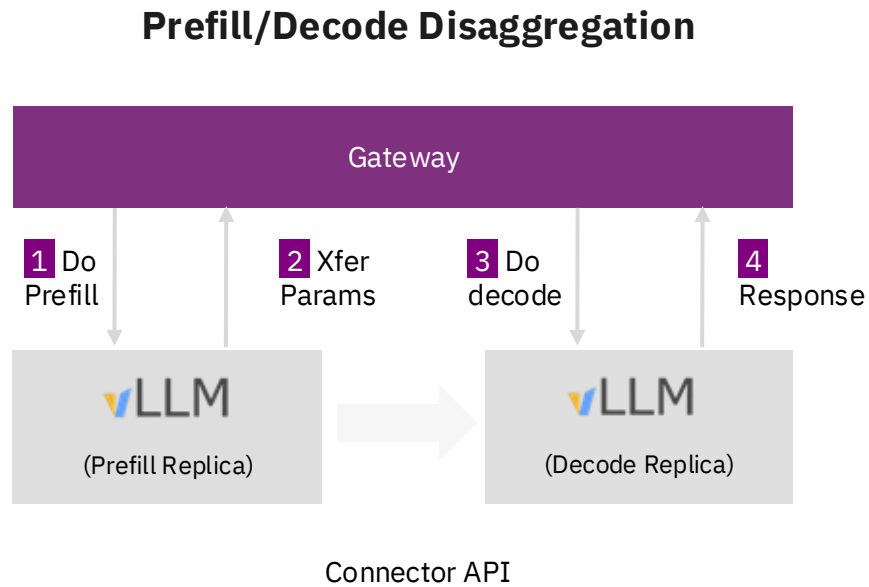 Prefill/Decode Disaggregation
Gateway
1 Do
Prefill
2 Xfer
Params
3 Do
decode
4
Response
vLLM
(Prefill Replica)
vLLM
(Decode Replica)
Connector API